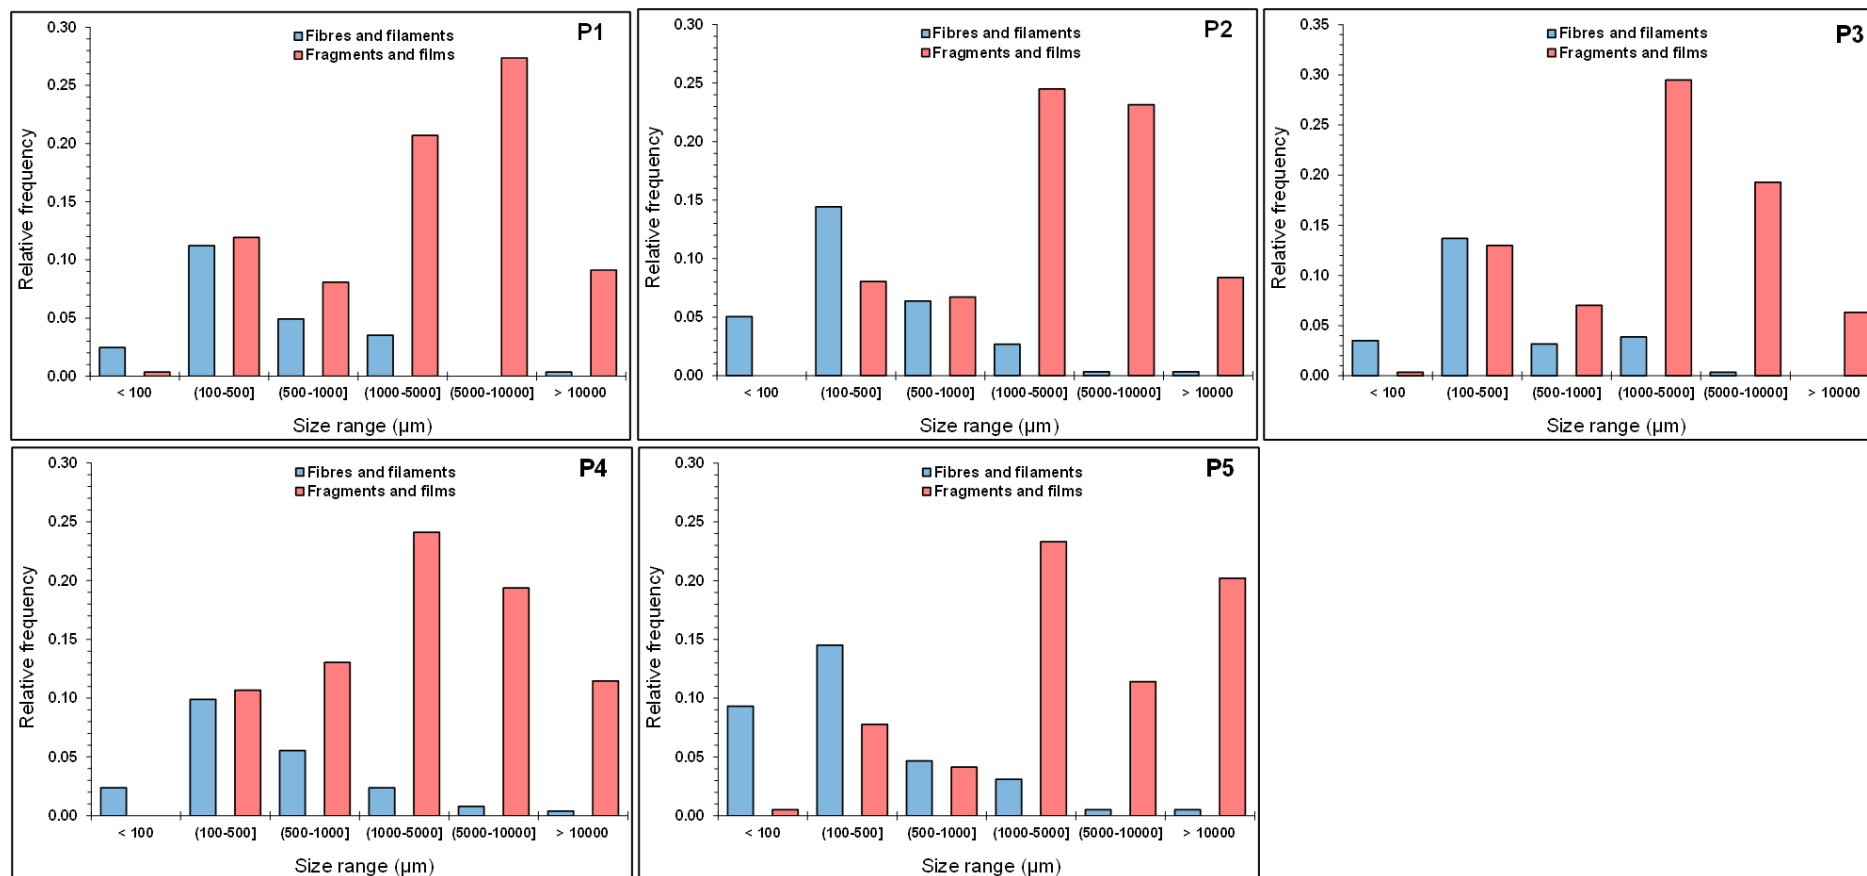 P1
Fibres and filaments
Fragments and films
0.30
0.25
0.20
0.15
0.10
0.05
0.00
Relative frequency
< 100
(100-500]
(500-1000]
(1000-5000]
(5000-10000]
> 10000
Size range (µm)
P2
Fibres and filaments
Fragments and films
0.30
0.25
0.20
0.15
0.10
0.05
0.00
Relative frequency
< 100
(100-500]
(500-1000]
(1000-5000]
(5000-10000]
> 10000
Size range (µm)
P3
Fibres and filaments
Fragments and films
0.35
0.30
0.25
0.20
0.15
0.10
0.05
0.00
Relative frequency
< 100
(100-500]
(500-1000]
(1000-5000]
(5000-10000]
> 10000
Size range (µm)
P4
Fibres and filaments
Fragments and films
0.30
0.25
0.20
0.15
0.10
0.05
0.00
Relative frequency
< 100
(100-500]
(500-1000]
(1000-5000]
(5000-10000]
> 10000
Size range (µm)
P5
Fibres and filaments
Fragments and films
0.30
0.25
0.20
0.15
0.10
0.05
0.00
Relative frequency
< 100
(100-500]
(500-1000]
(1000-5000]
(5000-10000]
> 10000
Size range (µm)